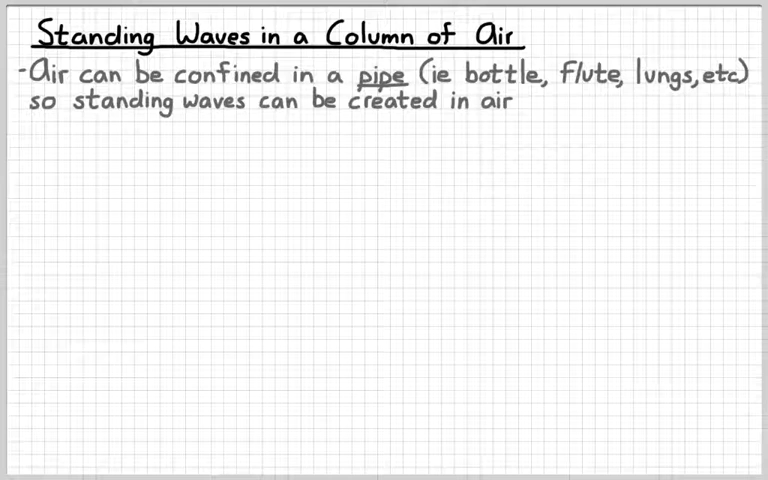 Standing Waves in a Column of Air
-Air can be confined in a pipe (ie bottle, flute, lungs, etc)
so standing waves can be created in air